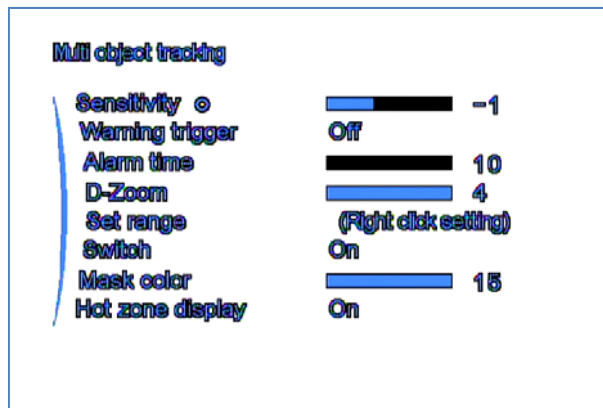 Multi object tracking
Sensitivity -1
Warning trigger Off
Alarm time 10
D-Zoom 4
Set range (Right click setting)
Switch On
Mask color 15
Hot zone display On